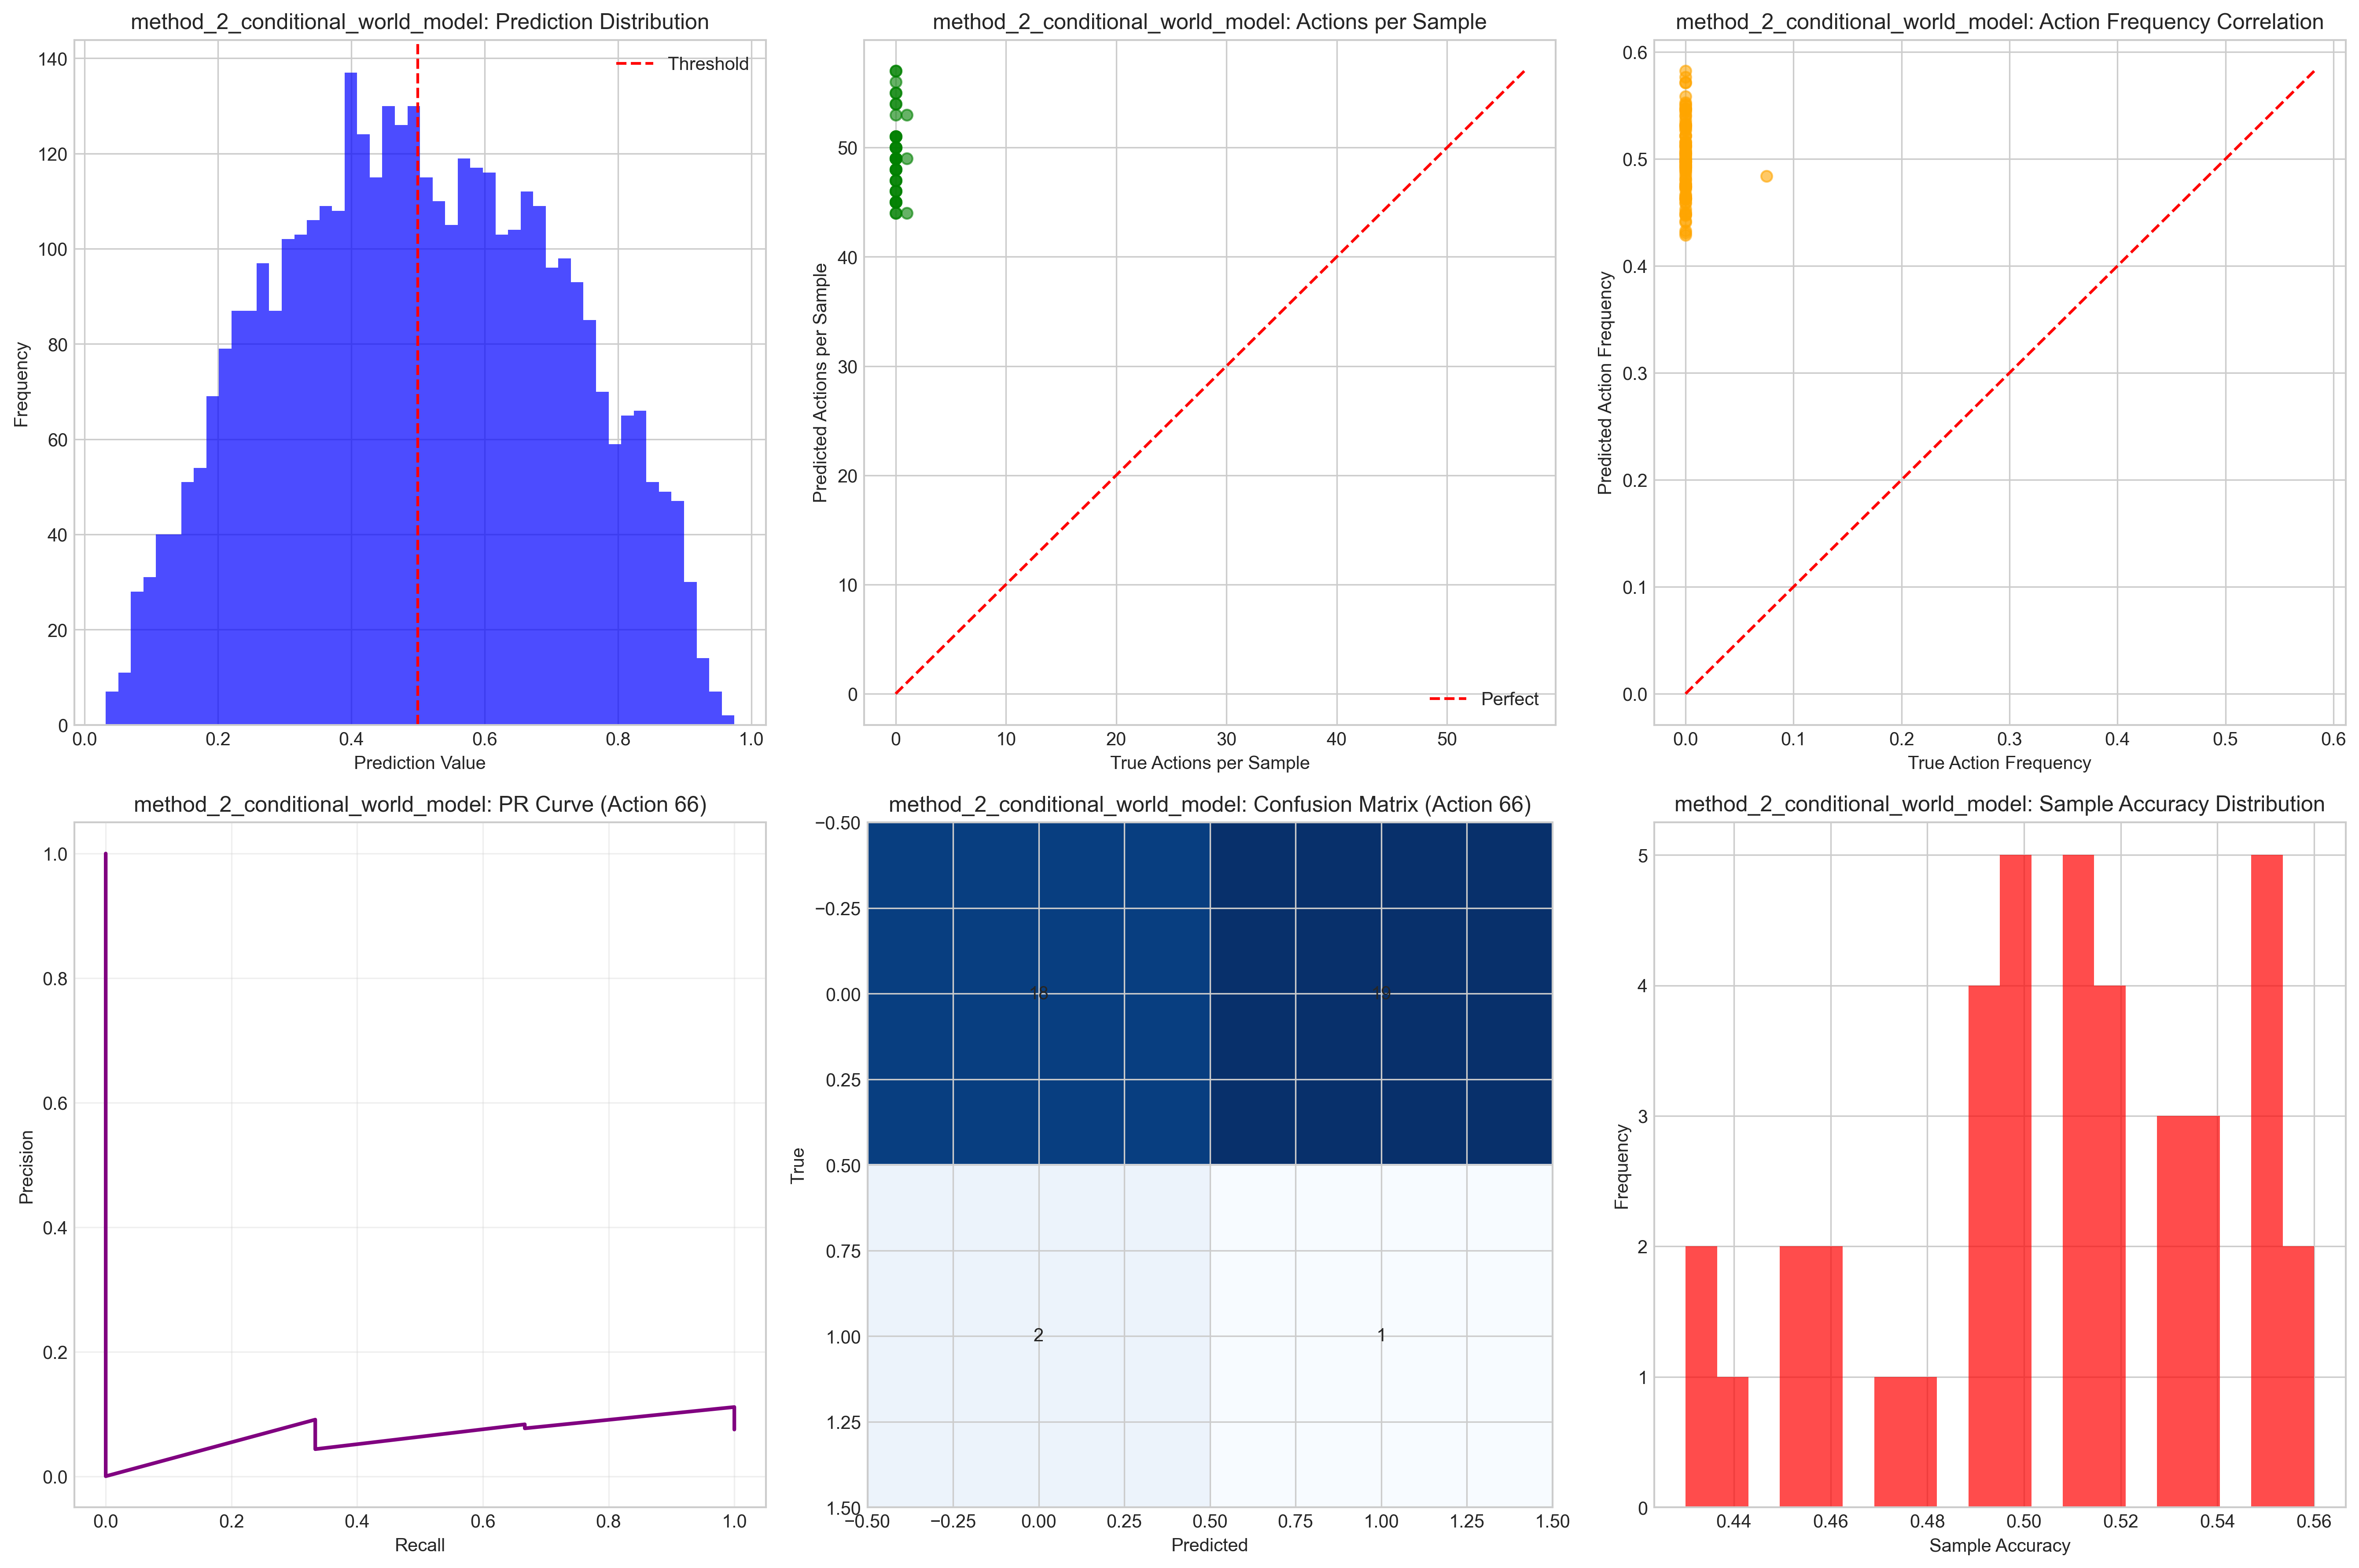 method_2_conditional_world_model: Prediction Distribution
140
120
100
80
60
40
20
0
Frequency
0.0 0.2 0.4 0.6 0.8 1.0
Prediction Value
Threshold
method_2_conditional_world_model: Actions per Sample
50
40
30
20
10
0
Predicted Actions per Sample
0 10 20 30 40 50
True Actions per Sample
Perfect
method_2_conditional_world_model: Action Frequency Correlation
0.6
0.5
0.4
0.3
0.2
0.1
0.0
Predicted Action Frequency
0.0 0.1 0.2 0.3 0.4 0.5 0.6
True Action Frequency
method_2_conditional_world_model: PR Curve (Action 66)
1.0
0.8
0.6
0.4
0.2
0.0
Precision
0.0 0.2 0.4 0.6 0.8 1.0
Recall
method_2_conditional_world_model: Confusion Matrix (Action 66)
−0.50
−0.25
0.00
0.25
0.50
0.75
1.00
1.25
1.50
True
18 19
2 1
−0.50 −0.25 0.00 0.25 0.50 0.75 1.00 1.25 1.50
Predicted
method_2_conditional_world_model: Sample Accuracy Distribution
5
4
3
2
1
0
Frequency
0.44 0.46 0.48 0.50 0.52 0.54 0.56
Sample Accuracy